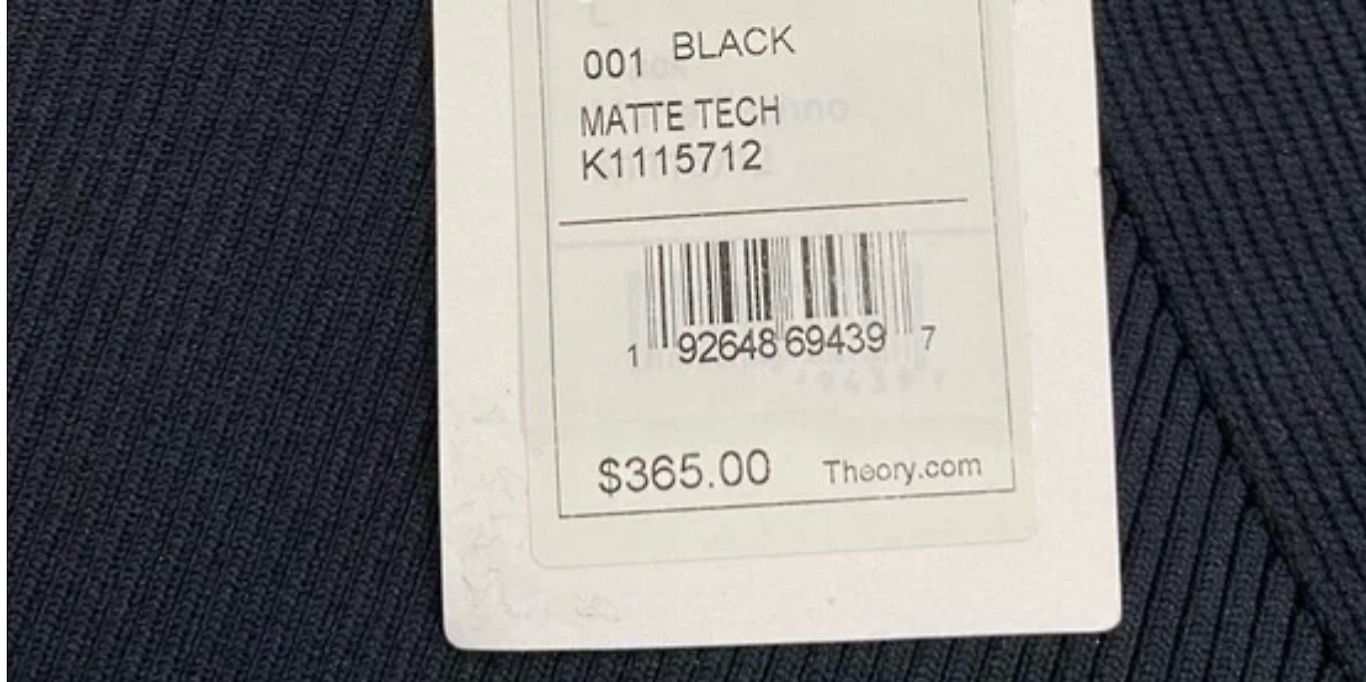 001 BLACK
MATTE TECH
K1115712
1 92648 69439 7
$365.00 Theory.com